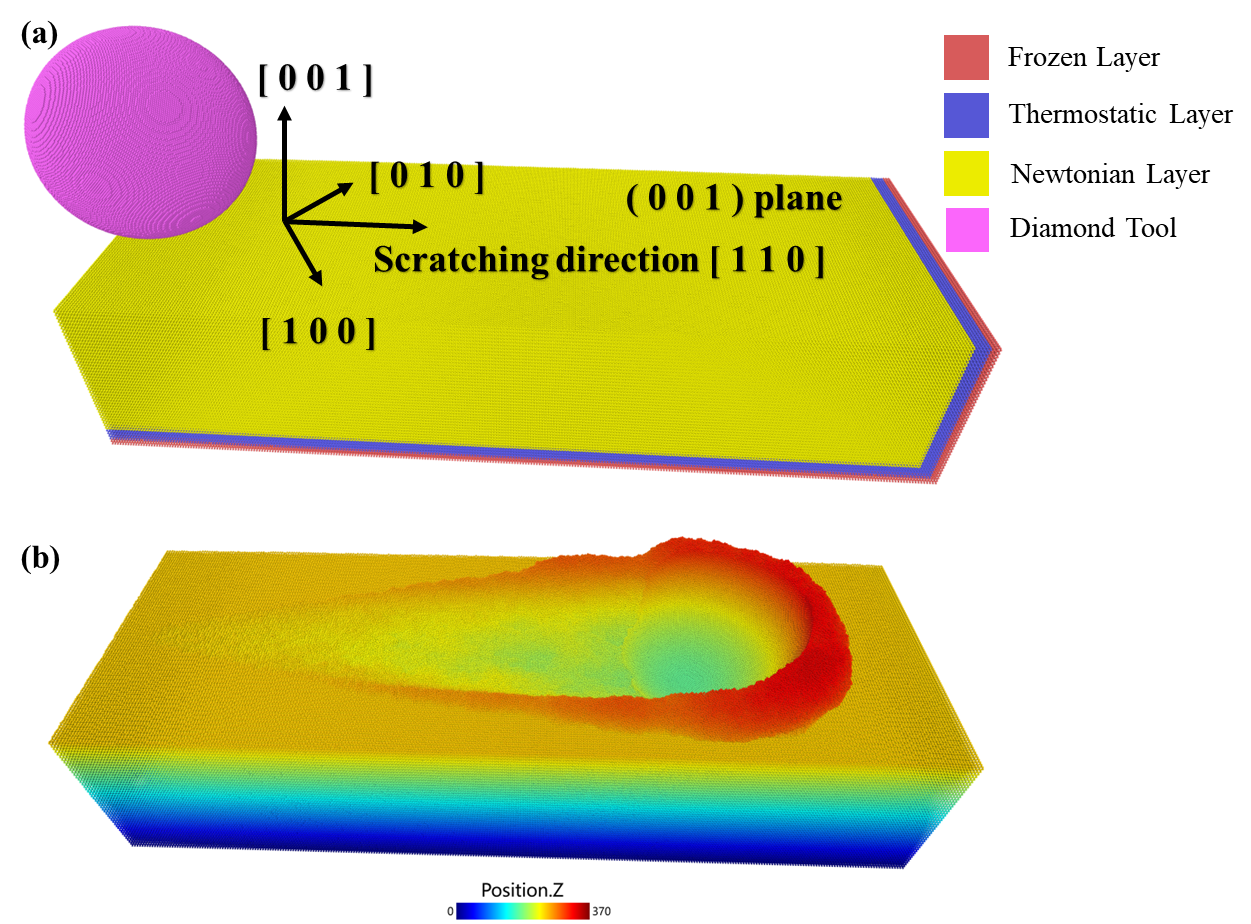 (a)
[ 0 0 1 ]
[ 0 1 0 ]
( 0 0 1 ) plane
Scratching direction [ 1 1 0 ]
[ 1 0 0 ]
Frozen Layer
Thermostatic Layer
Newtonian Layer
Diamond Tool
(b)
Position.Z
0 370